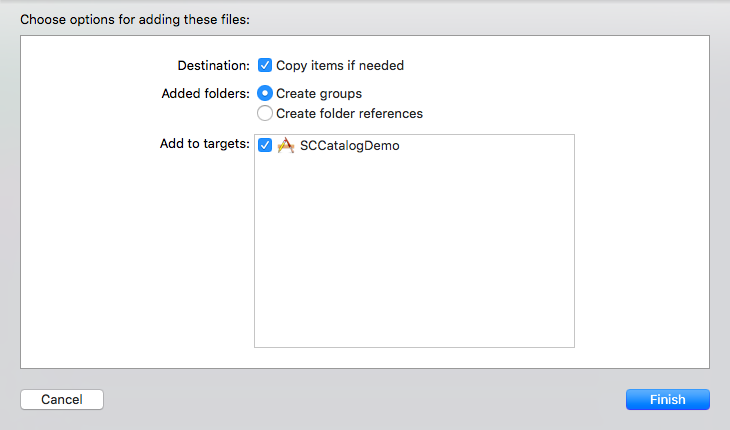 Choose options for adding these files:
Destination: Copy items if needed
Added folders: Create groups
Create folder references
Add to targets: SCCatalogDemo
Cancel Finish